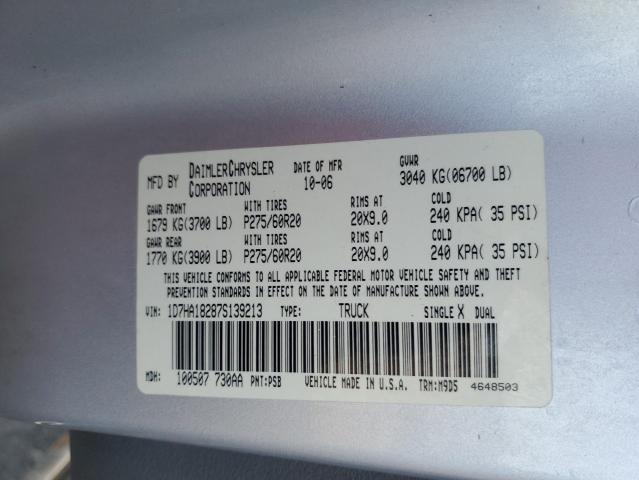 MFD BY DAIMLERCHRYSLER CORPORATION DATE OF MFR 10-06 GVWR 3040 KG(06700 LB)
GAWR FRONT WITH TIRES RIMS AT COLD
1679 KG(3700 LB) P275/60R20 20X9.0 240 KPA( 35 PSI)
GAWR REAR WITH TIRES RIMS AT COLD
1770 KG(3900 LB) P275/60R20 20X9.0 240 KPA( 35 PSI)
THIS VEHICLE CONFORMS TO ALL APPLICABLE FEDERAL MOTOR VEHICLE SAFETY AND THEFT
PREVENTION STANDARDS IN EFFECT ON THE DATE OF MANUFACTURE SHOWN ABOVE.
VIN: 1D7HA18287S139213 TYPE: TRUCK SINGLE X DUAL
MDH: 100507 730AA PNT:PSB VEHICLE MADE IN U.S.A. TRM:M9D5 4648503